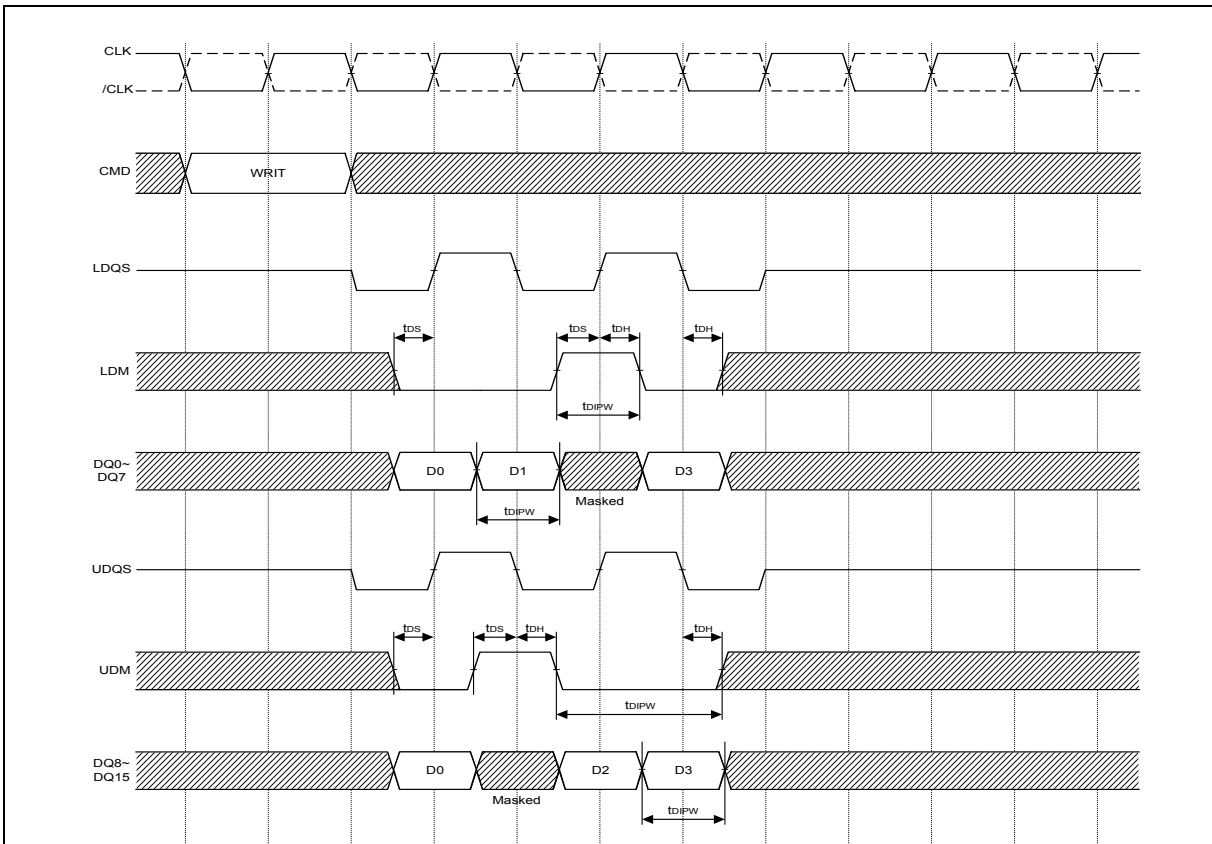 CLK
/CLK
CMD
WRIT
LDQS
tDS tDS tDH tDH
LDM
tDIPW
DQ0~
DQ7
D0 D1 D3
Masked
tDIPW
UDQS
tDS tDS tDH tDH
UDM
tDIPW
DQ8~
DQ15
D0 D2 D3
Masked
tDIPW